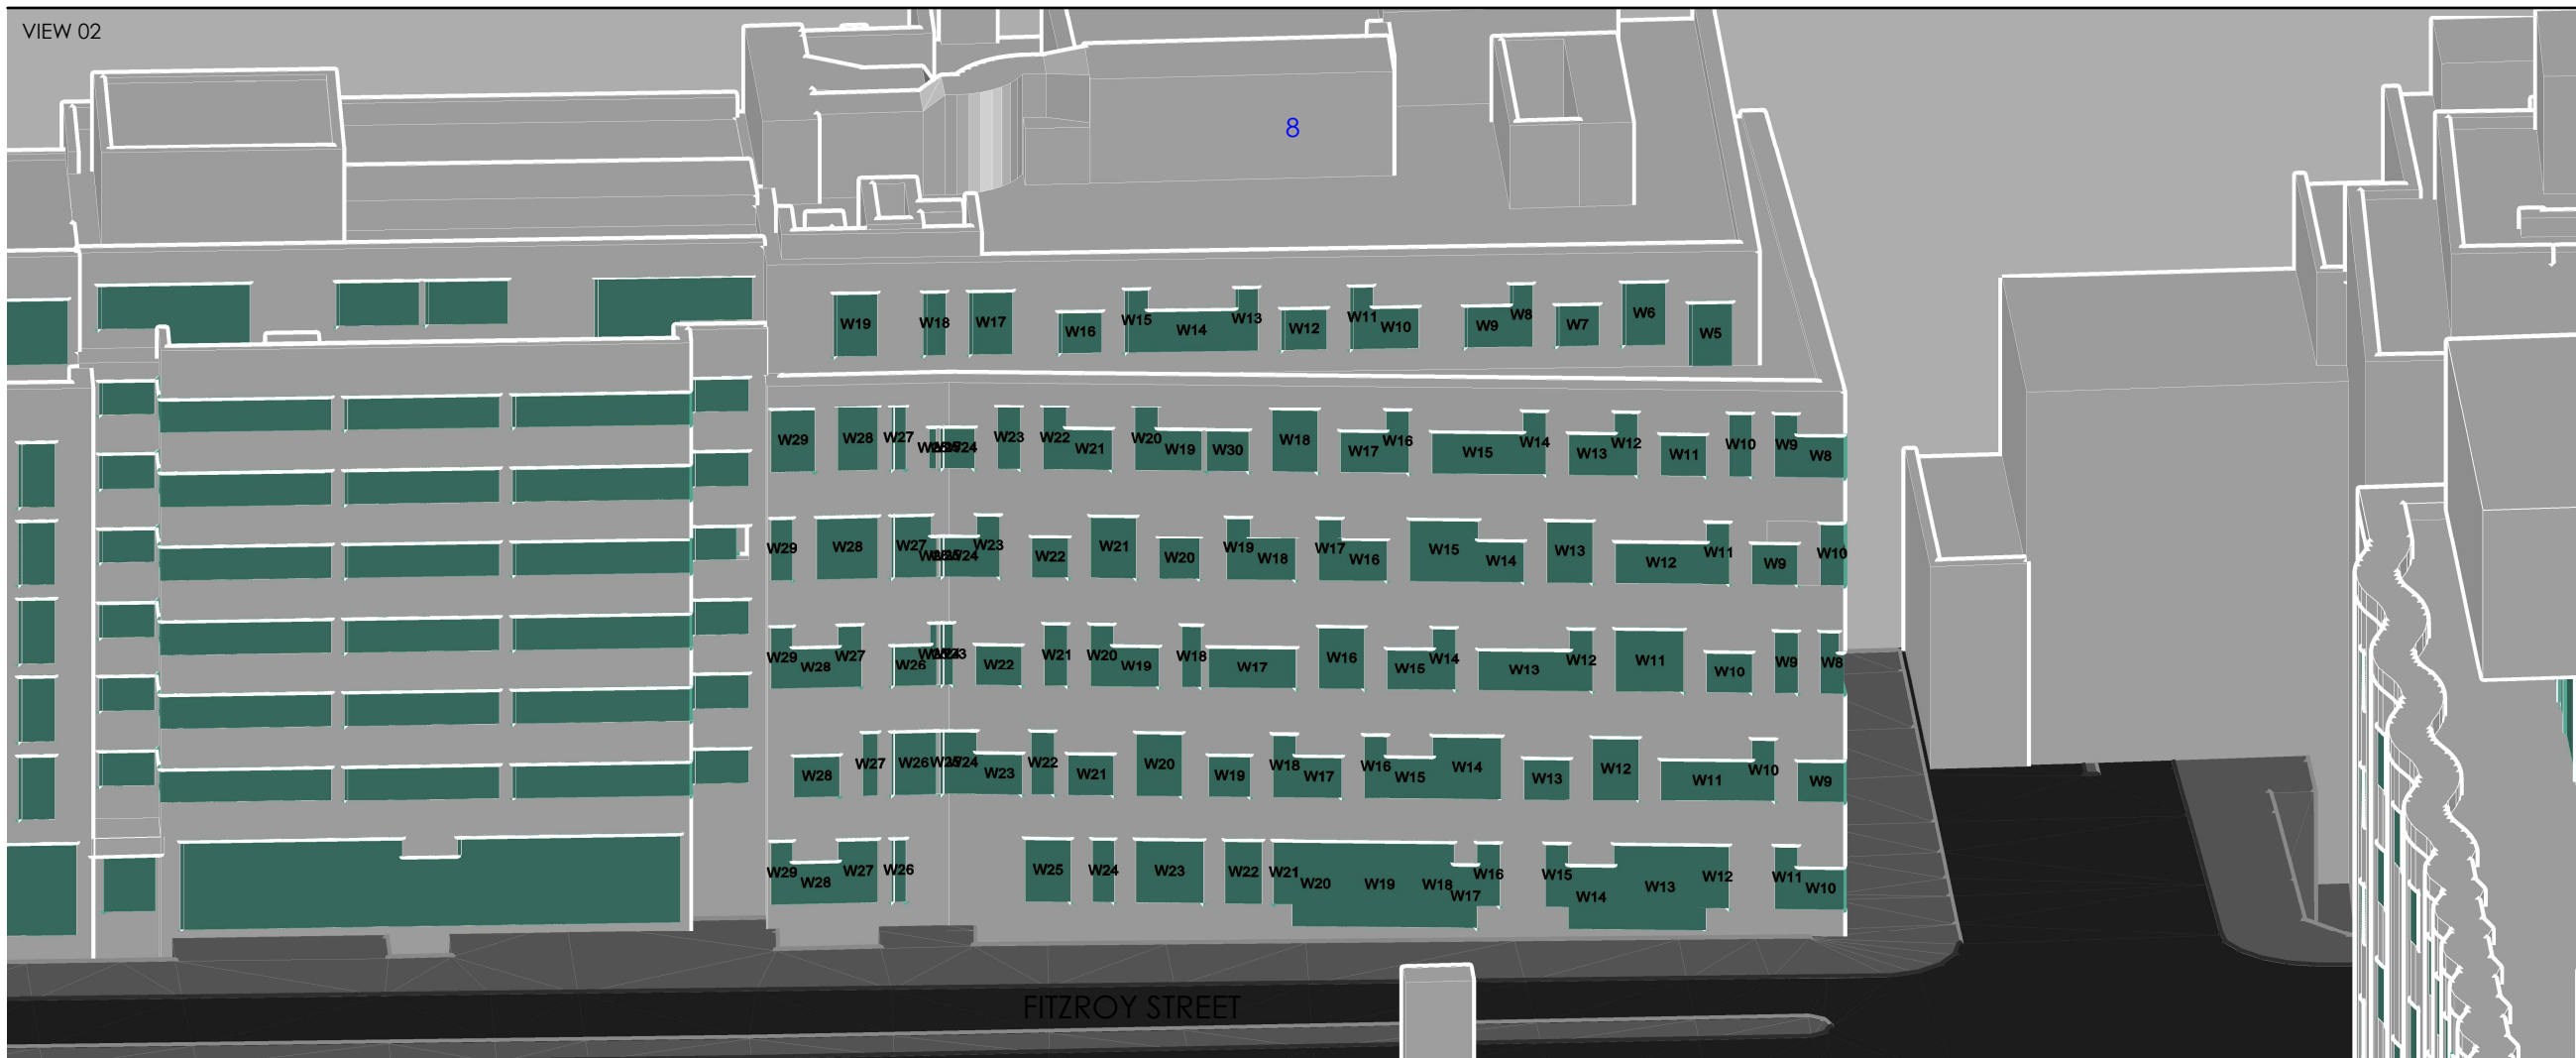 VIEW 02
8
W19 W18 W17 W16 W15 W14 W13 W12 W11 W10 W9 W8 W7 W6 W5
W29 W28 W27 W24 W23 W22 W21 W20 W19 W30 W18 W17 W16 W15 W14 W13 W12 W11 W10 W9 W8
W29 W28 W27 W24 W23 W22 W21 W20 W19 W18 W17 W16 W15 W14 W13 W12 W11 W9 W10
W29 W28 W27 W26 W23 W22 W21 W20 W19 W18 W17 W16 W15 W14 W13 W12 W11 W10 W9 W8
W28 W27 W26 W25 W24 W23 W22 W21 W20 W19 W18 W17 W16 W15 W14 W13 W12 W11 W10 W9
W29 W28 W27 W26 W25 W24 W23 W22 W21 W20 W19 W18 W17 W16 W15 W14 W13 W12 W11 W10
FITZROY STREET